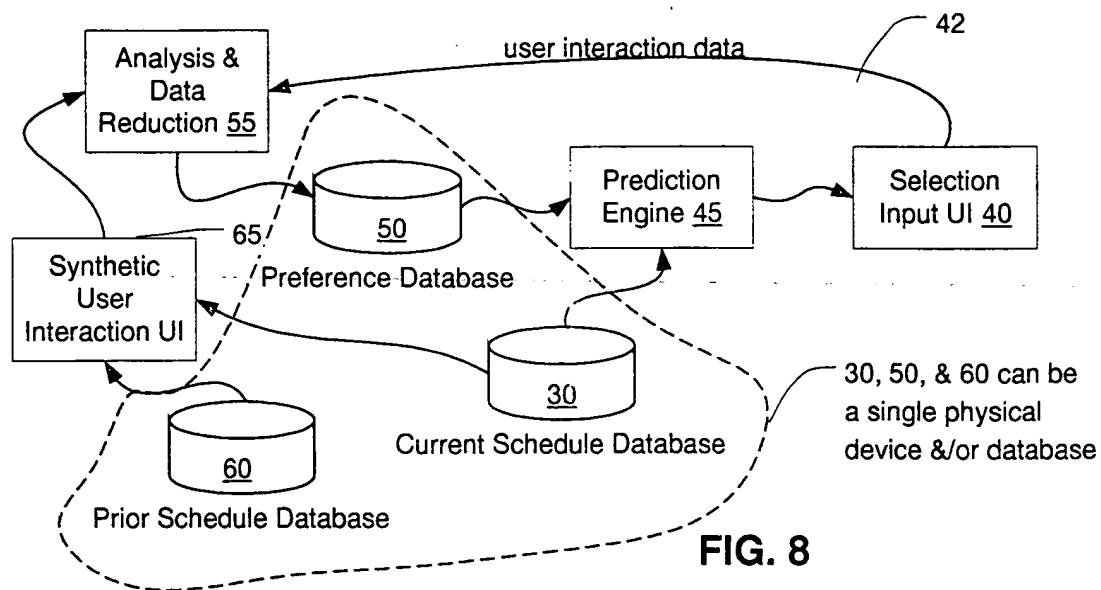 42
user interaction data
Analysis &
Data
Reduction 55
Prediction
Engine 45
Selection
Input UI 40
50
Preference Database
65
Synthetic
User
Interaction UI
30
Current Schedule Database
30, 50, & 60 can be
a single physical
device &/or database
60
Prior Schedule Database
FIG. 8